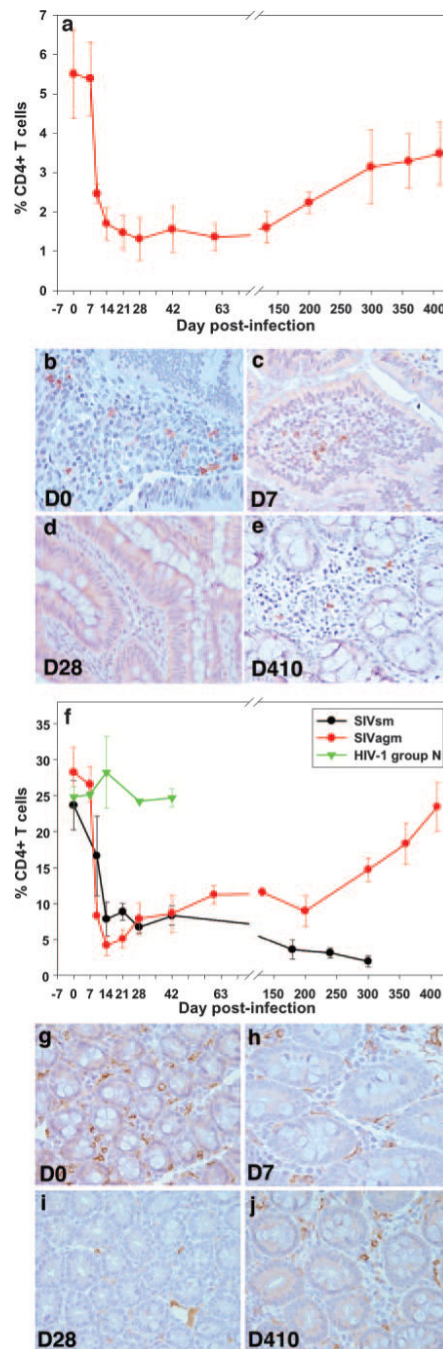 a
7
6
5
4
3
2
1
0
% CD4+ T cells
-7 0 7 14 21 28 42 63 150 200 250 300 350 400
Day post-infection
b
D0
c
D7
d
D28
e
D410
f
SIVsm
SIVagm
HIV-1 group N
35
30
25
20
15
10
5
0
% CD4+ T cells
-7 0 7 14 21 28 42 63 150 200 250 300 350 400
Day post-infection
g
D0
h
D7
i
D28
j
D410